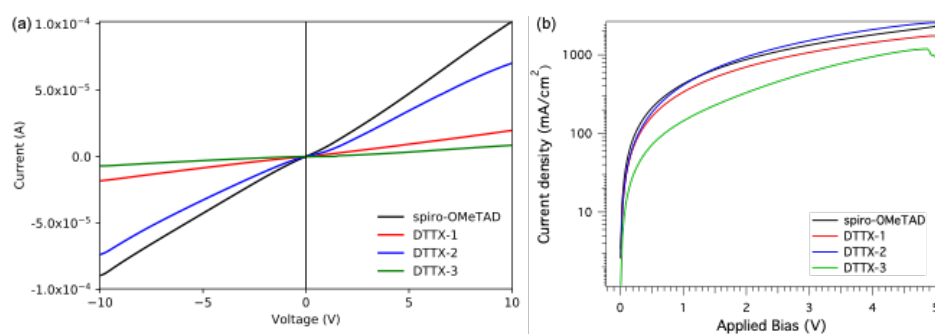 (a)
1.0x10⁻⁴
5.0x10⁻⁵
0.0
-5.0x10⁻⁵
-1.0x10⁻⁴
Current (A)
−10
−5
0
5
10
Voltage (V)
spiro-OMeTAD
DTTX-1
DTTX-2
DTTX-3
(b)
1000
100
10
Current density (mA/cm²)
0
1
2
3
4
5
Applied Bias (V)
spiro-OMeTAD
DTTX-1
DTTX-2
DTTX-3